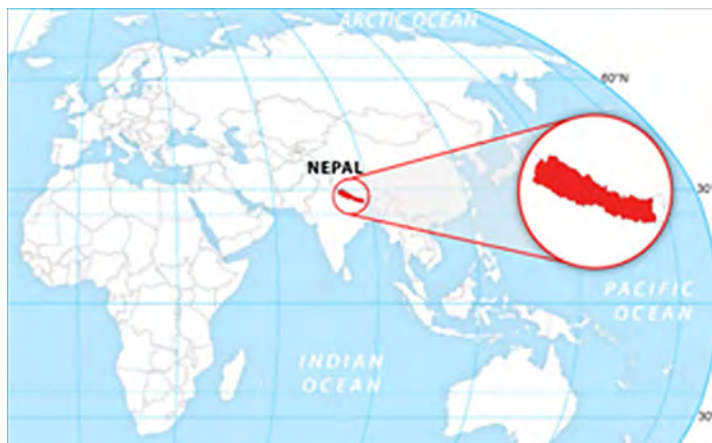 ARCTIC OCEAN
60°N
NEPAL
30°
PACIFIC
OCEAN
INDIAN
OCEAN
30°